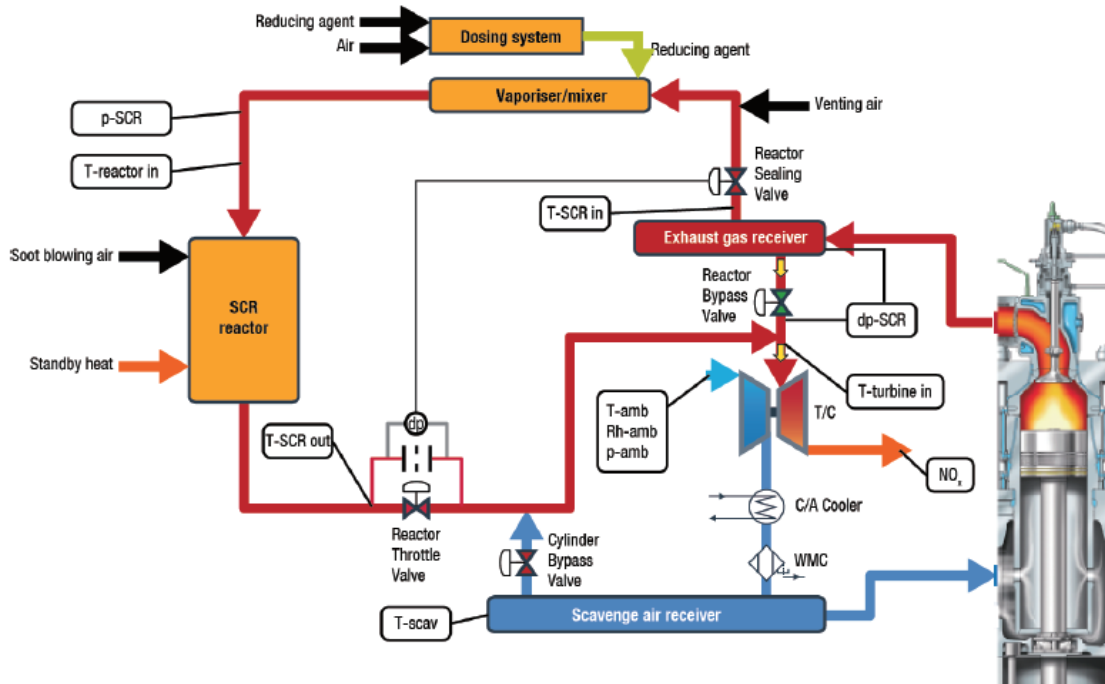 Reducing agent
Air
Dosing system
Reducing agent
Vaporiser/mixer
Venting air
p-SCR
T-reactor in
Reactor
Sealing
Valve
T-SCR in
Exhaust gas receiver
Soot blowing air
SCR
reactor
Reactor
Bypass
Valve
dp-SCR
Standby heat
T-turbine in
T/C
T-amb
Rh-amb
p-amb
dp
T-SCR out
NOx
C/A Cooler
Reactor
Throttle
Valve
Cylinder
Bypass
Valve
WMC
Scavenge air receiver
T-scav